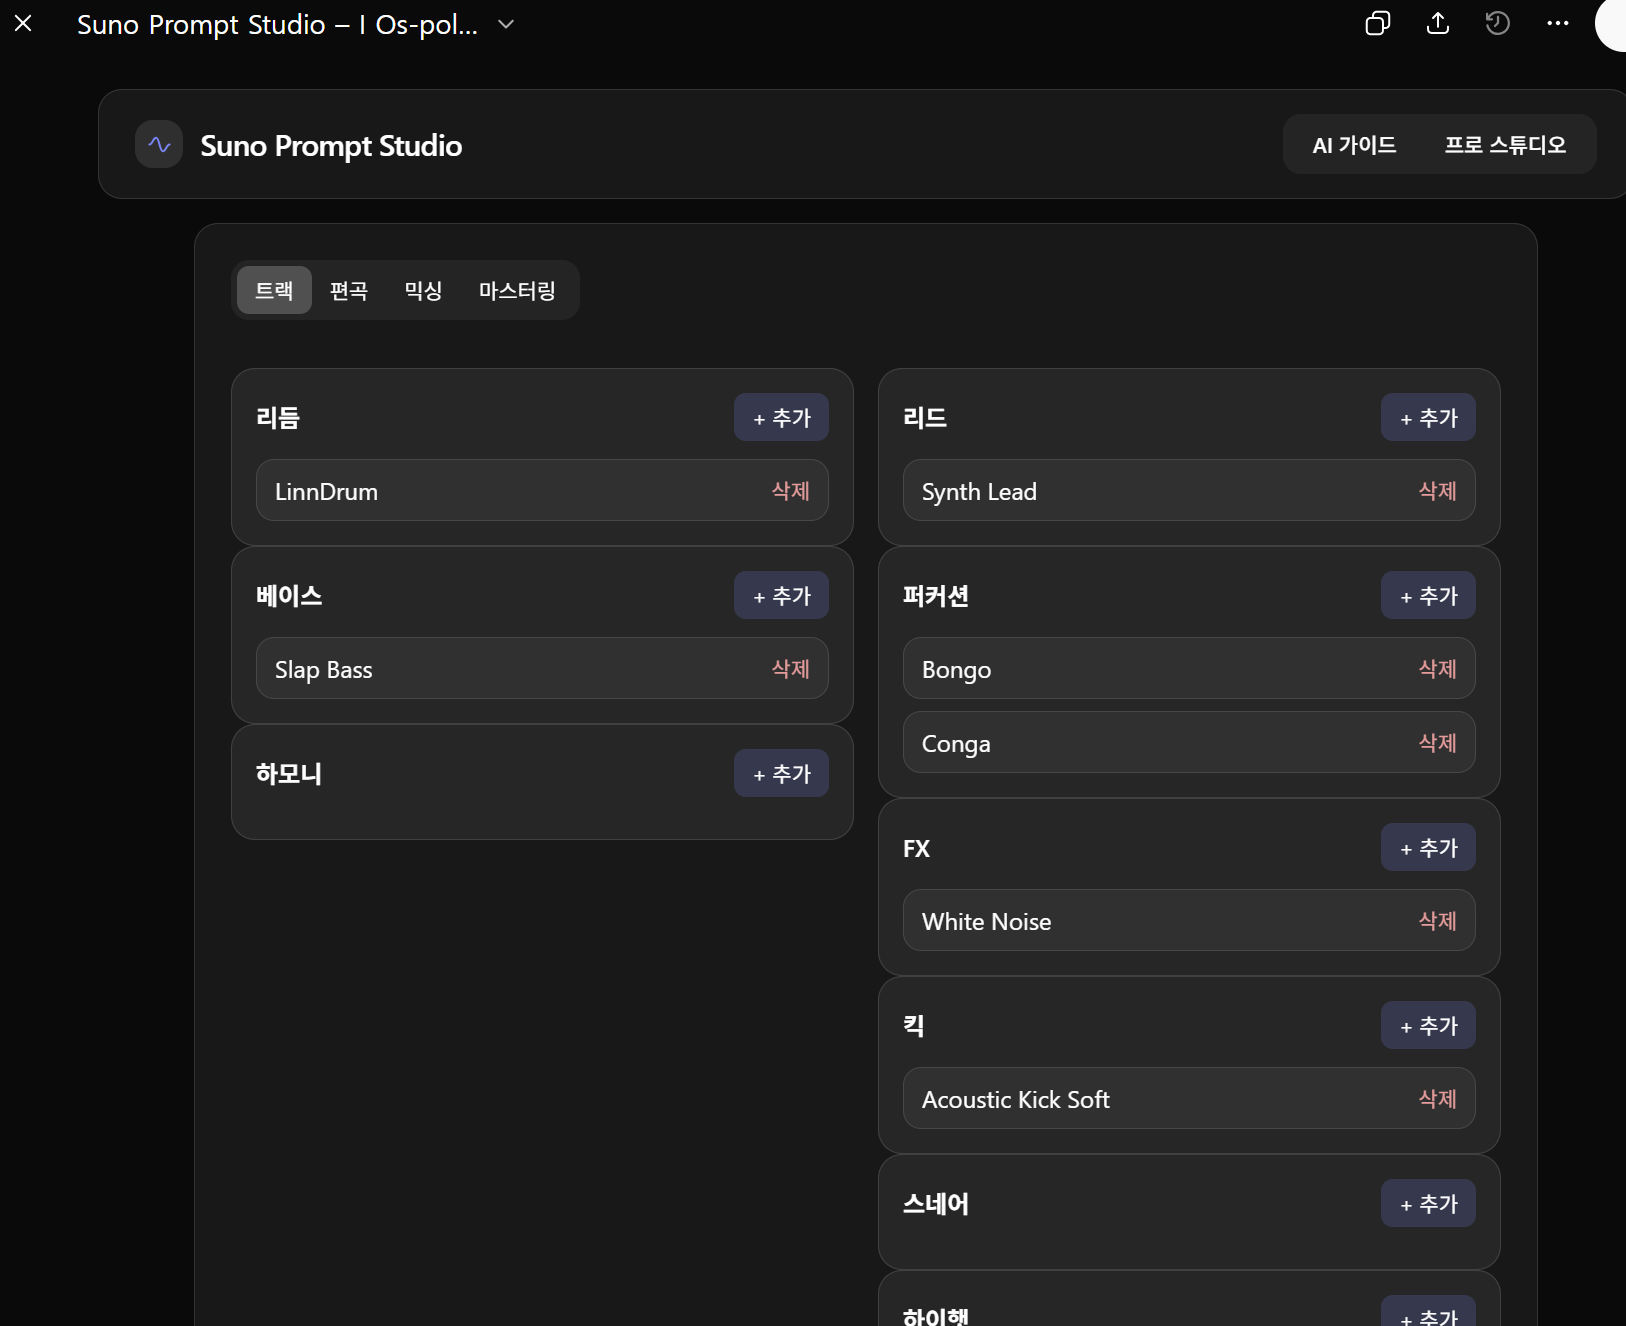 Suno Prompt Studio – I Os-pol...
Suno Prompt Studio
AI 가이드
프로 스튜디오
트랙
편곡
믹싱
마스터링
리듬
+ 추가
LinnDrum
삭제
베이스
+ 추가
Slap Bass
삭제
하모니
+ 추가
리드
+ 추가
Synth Lead
삭제
퍼커션
+ 추가
Bongo
삭제
Conga
삭제
FX
+ 추가
White Noise
삭제
킥
+ 추가
Acoustic Kick Soft
삭제
스네어
+ 추가
하이햇
+ 추가